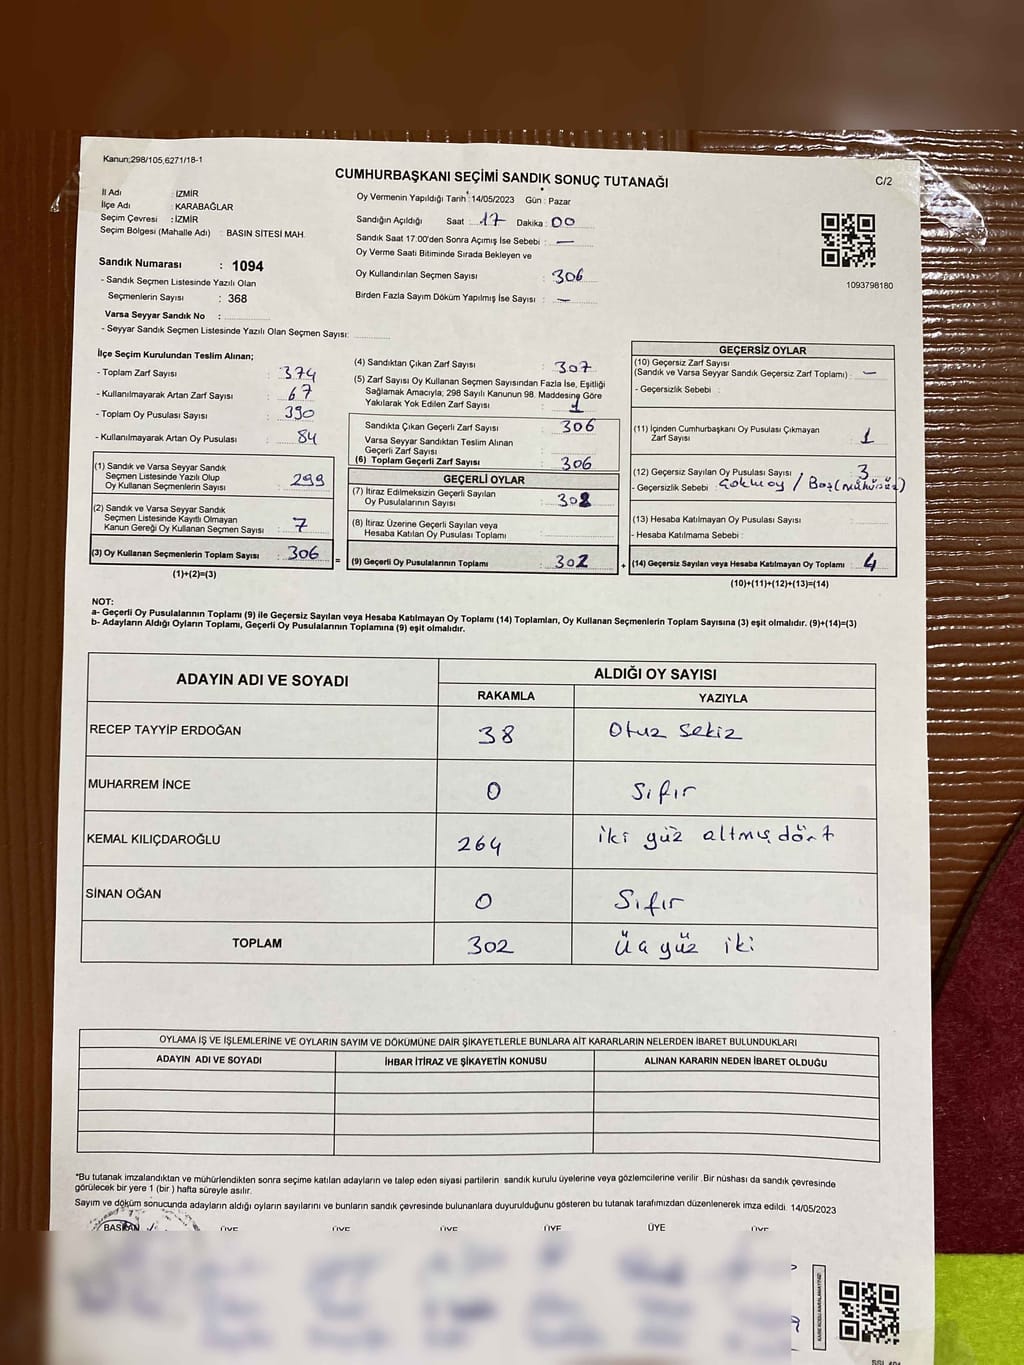 Kanun;298/105,6271/18-1
CUMHURBAŞKANI SEÇİMİ SANDIK SONUÇ TUTANAĞI
C/2
İl Adı : İZMİR
İlçe Adı : KARABAĞLAR
Seçim Çevresi : İZMİR
Seçim Bölgesi (Mahalle Adı) : BASIN SİTESİ MAH.
Sandık Numarası : 1094
- Sandık Seçmen Listesinde Yazılı Olan
Seçmenlerin Sayısı : 368
Varsa Seyyar Sandık No :
- Seyyar Sandık Seçmen Listesinde Yazılı Olan Seçmen Sayısı:
Oy Vermenin Yapıldığı Tarih : 14/05/2023 Gün : Pazar
Sandığın Açıldığı Saat : 17 Dakika : 00
Sandık Saat 17:00'den Sonra Açımış İse Sebebi : —
Oy Verme Saati Bitiminde Sırada Bekleyen ve
Oy Kullandırılan Seçmen Sayısı : 306
Birden Fazla Sayım Döküm Yapılmış İse Sayısı : —
1093798180
İlçe Seçim Kurulundan Teslim Alınan;
- Toplam Zarf Sayısı : 374
- Kullanılmayarak Artan Zarf Sayısı : 67
- Toplam Oy Pusulası Sayısı : 390
- Kullanılmayarak Artan Oy Pusulası : 84
(1) Sandık ve Varsa Seyyar Sandık
Seçmen Listesinde Yazılı Olup
Oy Kullanan Seçmenlerin Sayısı : 299
(2) Sandık ve Varsa Seyyar Sandık
Seçmen Listesinde Kayıtlı Olmayan
Kanun Gereği Oy Kullanan Seçmen Sayısı : 7
(3) Oy Kullanan Seçmenlerin Toplam Sayısı : 306 =
(1)+(2)=(3)
(4) Sandıktan Çıkan Zarf Sayısı : 307
(5) Zarf Sayısı Oy Kullanan Seçmen Sayısından Fazla İse, Eşitliği
Sağlamak Amacıyla; 298 Sayılı Kanunun 98. Maddesine Göre
Yakılarak Yok Edilen Zarf Sayısı : 1
Sandıkta Çıkan Geçerli Zarf Sayısı : 306
Varsa Seyyar Sandıktan Teslim Alınan
Geçerli Zarf Sayısı :
(6) Toplam Geçerli Zarf Sayısı : 306
GEÇERLİ OYLAR
(7) İtiraz Edilmeksizin Geçerli Sayılan
Oy Pusulalarının Sayısı : 302
(8) İtiraz Üzerine Geçerli Sayılan veya
Hesaba Katılan Oy Pusulası Toplamı :
(9) Geçerli Oy Pusulalarının Toplamı : 302 +
GEÇERSİZ OYLAR
(10) Geçersiz Zarf Sayısı
(Sandık ve Varsa Seyyar Sandık Geçersiz Zarf Toplamı) : —
- Geçersizlik Sebebi :
(11) İçinden Cumhurbaşkanı Oy Pusulası Çıkmayan
Zarf Sayısı : 1
(12) Geçersiz Sayılan Oy Pusulası Sayısı : 3
- Geçersizlik Sebebi : / Boş (mühürsüz)
(13) Hesaba Katılmayan Oy Pusulası Sayısı :
- Hesaba Katılmama Sebebi :
(14) Geçersiz Sayılan veya Hesaba Katılmayan Oy Toplamı : 4
(10)+(11)+(12)+(13)=(14)
NOT:
a- Geçerli Oy Pusulalarının Toplamı (9) ile Geçersiz Sayılan veya Hesaba Katılmayan Oy Toplamı (14) Toplamları, Oy Kullanan Seçmenlerin Toplam Sayısına (3) eşit olmalıdır. (9)+(14)=(3)
b- Adayların Aldığı Oyların Toplamı, Geçerli Oy Pusulalarının Toplamına (9) eşit olmalıdır.
ADAYIN ADI VE SOYADI
ALDIĞI OY SAYISI
RAKAMLA YAZIYLA
RECEP TAYYİP ERDOĞAN 38 Otuz Sekiz
MUHARREM İNCE 0 Sıfır
KEMAL KILIÇDAROĞLU 264 iki yüz altmış dört
SİNAN OĞAN 0 Sıfır
TOPLAM 302 Üç yüz iki
OYLAMA İŞ VE İŞLEMLERİNE VE OYLARIN SAYIM VE DÖKÜMÜNE DAİR ŞİKAYETLERLE BUNLARA AİT KARARLARIN NELERDEN İBARET BULUNDUKLARI
ADAYIN ADI VE SOYADI İHBAR İTİRAZ VE ŞİKAYETİN KONUSU ALINAN KARARIN NEDEN İBARET OLDUĞU
*Bu tutanak imzalandıktan ve mühürlendikten sonra seçime katılan adayların ve talep eden siyasi partilerin sandık kurulu üyelerine veya gözlemcilerine verilir. Bir nüshası da sandık çevresinde
görülecek bir yere 1 (bir) hafta süreyle asılır.
Sayım ve döküm sonucunda adayların aldığı oyların sayılarını ve bunların sandık çevresinde bulunanlara duyurulduğunu gösteren bu tutanak tarafımızdan düzenlenerek imza edildi. 14/05/2023
BAŞKAN ÜYE ÜYE ÜYE ÜYE ÜYE ÜYE